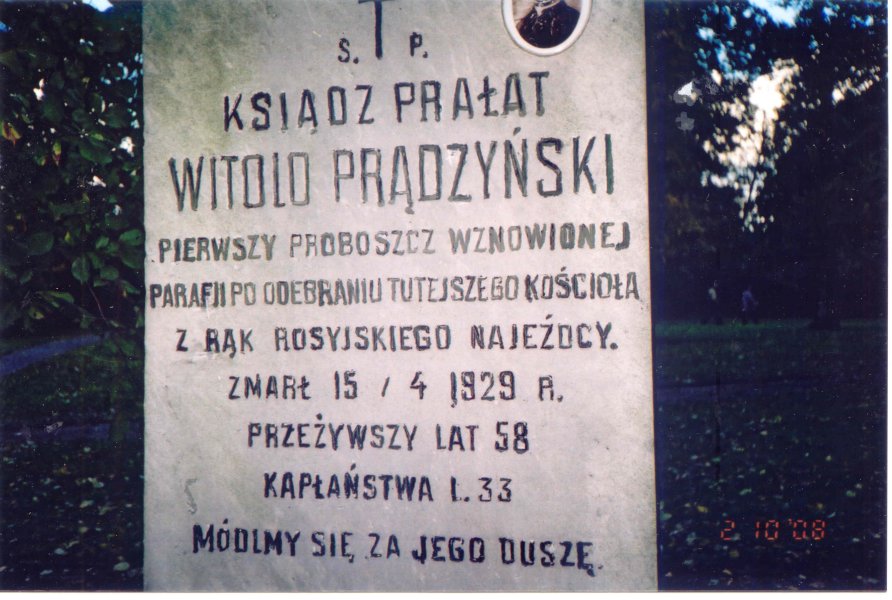 Ś. P.
KSIĄDZ PRAŁAT
WITOLD PRĄDZYŃSKI
PIERWSZY PROBOSZCZ WZNOWIONEJ
PARAFJI PO ODEBRANIU TUTEJSZEGO KOŚCIOŁA
Z RĄK ROSYJSKIEGO NAJEŹDCY.
ZMARŁ 15 / 4 1929 R.
PRZEŻYWSZY LAT 58
KAPŁAŃSTWA L. 33
MÓDLMY SIĘ ZA JEGO DUSZĘ.
2 10 '08